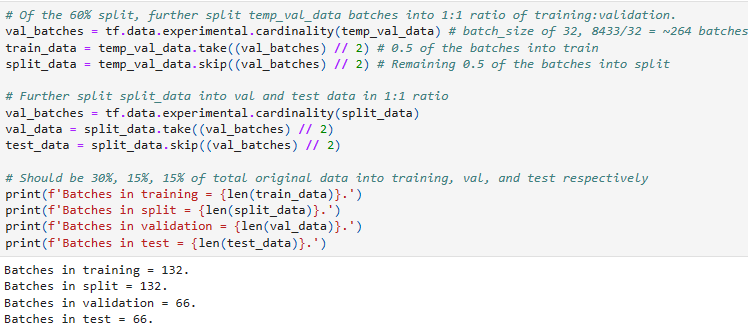 # Of the 60% split, further split temp_val_data batches into 1:1 ratio of training:validation.
val_batches = tf.data.experimental.cardinality(temp_val_data) # batch_size of 32, 8433/32 = ~264 batches
train_data = temp_val_data.take((val_batches) // 2) # 0.5 of the batches into train
split_data = temp_val_data.skip((val_batches) // 2) # Remaining 0.5 of the batches into split
# Further split split_data into val and test data in 1:1 ratio
val_batches = tf.data.experimental.cardinality(split_data)
val_data = split_data.take((val_batches) // 2)
test_data = split_data.skip((val_batches) // 2)
# Should be 30%, 15%, 15% of total original data into training, val, and test respectively
print(f'Batches in training = {len(train_data)}.')
print(f'Batches in split = {len(split_data)}.')
print(f'Batches in validation = {len(val_data)}.')
print(f'Batches in test = {len(test_data)}.')
Batches in training = 132.
Batches in split = 132.
Batches in validation = 66.
Batches in test = 66.